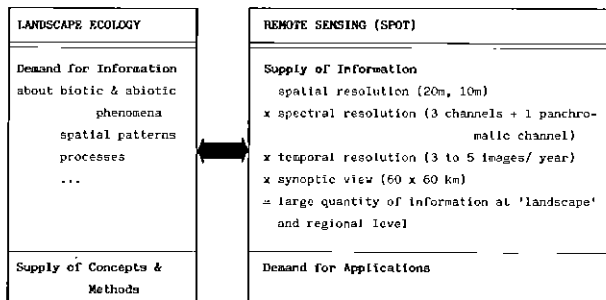 LANDSCAPE ECOLOGY
Demand for Information
about biotic & abiotic
phenomena
spatial patterns
processes
...
Supply of Concepts &
Methods
REMOTE SENSING (SPOT)
Supply of Information
spatial resolution (20m, 10m)
x spectral resolution (3 channels + 1 panchro-
matic channel)
x temporal resolution (3 to 5 images/ year)
x synoptic view (60 x 60 km)
= large quantity of information at 'landscape'
and regional level
Demand for Applications